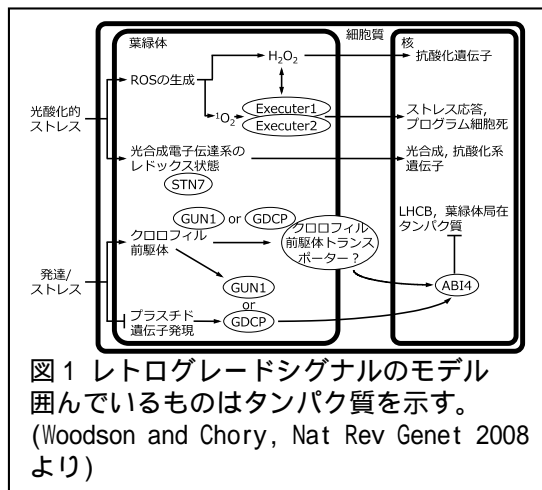 細胞質
葉緑体
核
H₂O₂
抗酸化遺伝子
ROSの生成
光酸化的
ストレス
¹O₂
Executer1
Executer2
ストレス応答,
プログラム細胞死
光合成電子伝達系の
レドックス状態
光合成, 抗酸化系
遺伝子
STN7
LHCB, 葉緑体局在
タンパク質
GUN1 or GDCP
クロロフィル
前駆体トランス
ポーター?
クロロフィル
前駆体
発達/
ストレス
GUN1
or
GDCP
ABI4
プラスチド
遺伝子発現
図1 レトログレードシグナルのモデル
囲んでいるものはタンパク質を示す。
(Woodson and Chory, Nat Rev Genet 2008
より)